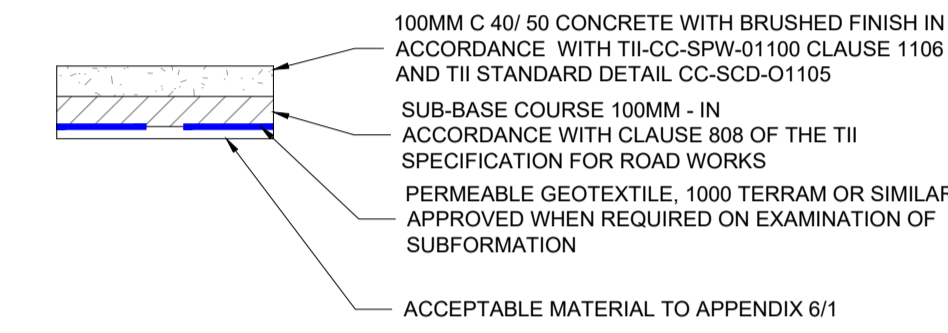 100MM C 40/ 50 CONCRETE WITH BRUSHED FINISH IN
ACCORDANCE WITH TII-CC-SPW-01100 CLAUSE 1106
AND TII STANDARD DETAIL CC-SCD-O1105
SUB-BASE COURSE 100MM - IN
ACCORDANCE WITH CLAUSE 808 OF THE TII
SPECIFICATION FOR ROAD WORKS
PERMEABLE GEOTEXTILE, 1000 TERRAM OR SIMILAR
APPROVED WHEN REQUIRED ON EXAMINATION OF
SUBFORMATION
ACCEPTABLE MATERIAL TO APPENDIX 6/1